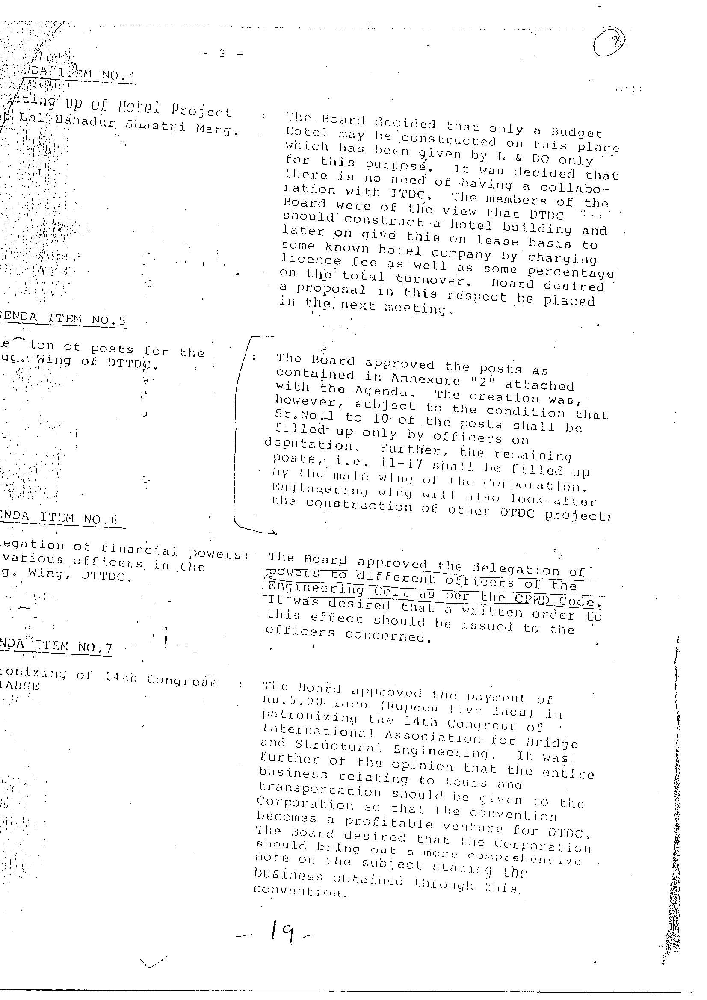 8
- 3 -
NDA ITEM NO.4
tting up of Hotel Project :
Lal Bahadur Shastri Marg.
The Board decided that only a Budget
Hotel may be constructed on this place
which has been given by L & DO only
for this purpose. It was decided that
there is no need of having a collabo-
ration with ITDC. The members of the
Board were of the view that DTDC
should construct a hotel building and
later on give this on lease basis to
some known hotel company by charging
licence fee as well as some percentage
on the total turnover. Board desired
a proposal in this respect be placed
in the next meeting.
GENDA ITEM NO.5
e ion of posts for the :
Wing of DTTDC.
The Board approved the posts as
contained in Annexure "2" attached
with the Agenda. The creation was,
however, subject to the condition that
Sr.No.1 to 10 of the posts shall be
filled up only by officers on
deputation. Further, the remaining
posts, i.e. 11-17 shall be filled up
by the main wing of the Corporation.
Engineering wing will also look-after
the construction of other DTDC project
ENDA ITEM NO.6
legation of financial powers:
various officers in the
g. Wing, DTTDC.
The Board approved the delegation of
powers to different officers of the
Engineering Cell as per the CPWD Code.
It was desired that a written order to
this effect should be issued to the
officers concerned.
NDA ITEM NO.7
ronizing of 14th Congress :
IABSE
The Board approved the payment of
Rs.5.00 lacs (Rupees five lacs) in
patronizing the 14th Congress of
International Association for Bridge
and Structural Engineering. It was
further of the opinion that the entire
business relating to tours and
transportation should be given to the
Corporation so that the convention
becomes a profitable venture for DTDC.
The Board desired that the Corporation
should bring out a more comprehensive
note on the subject stating the
business obtained through this
convention.
- 19 -